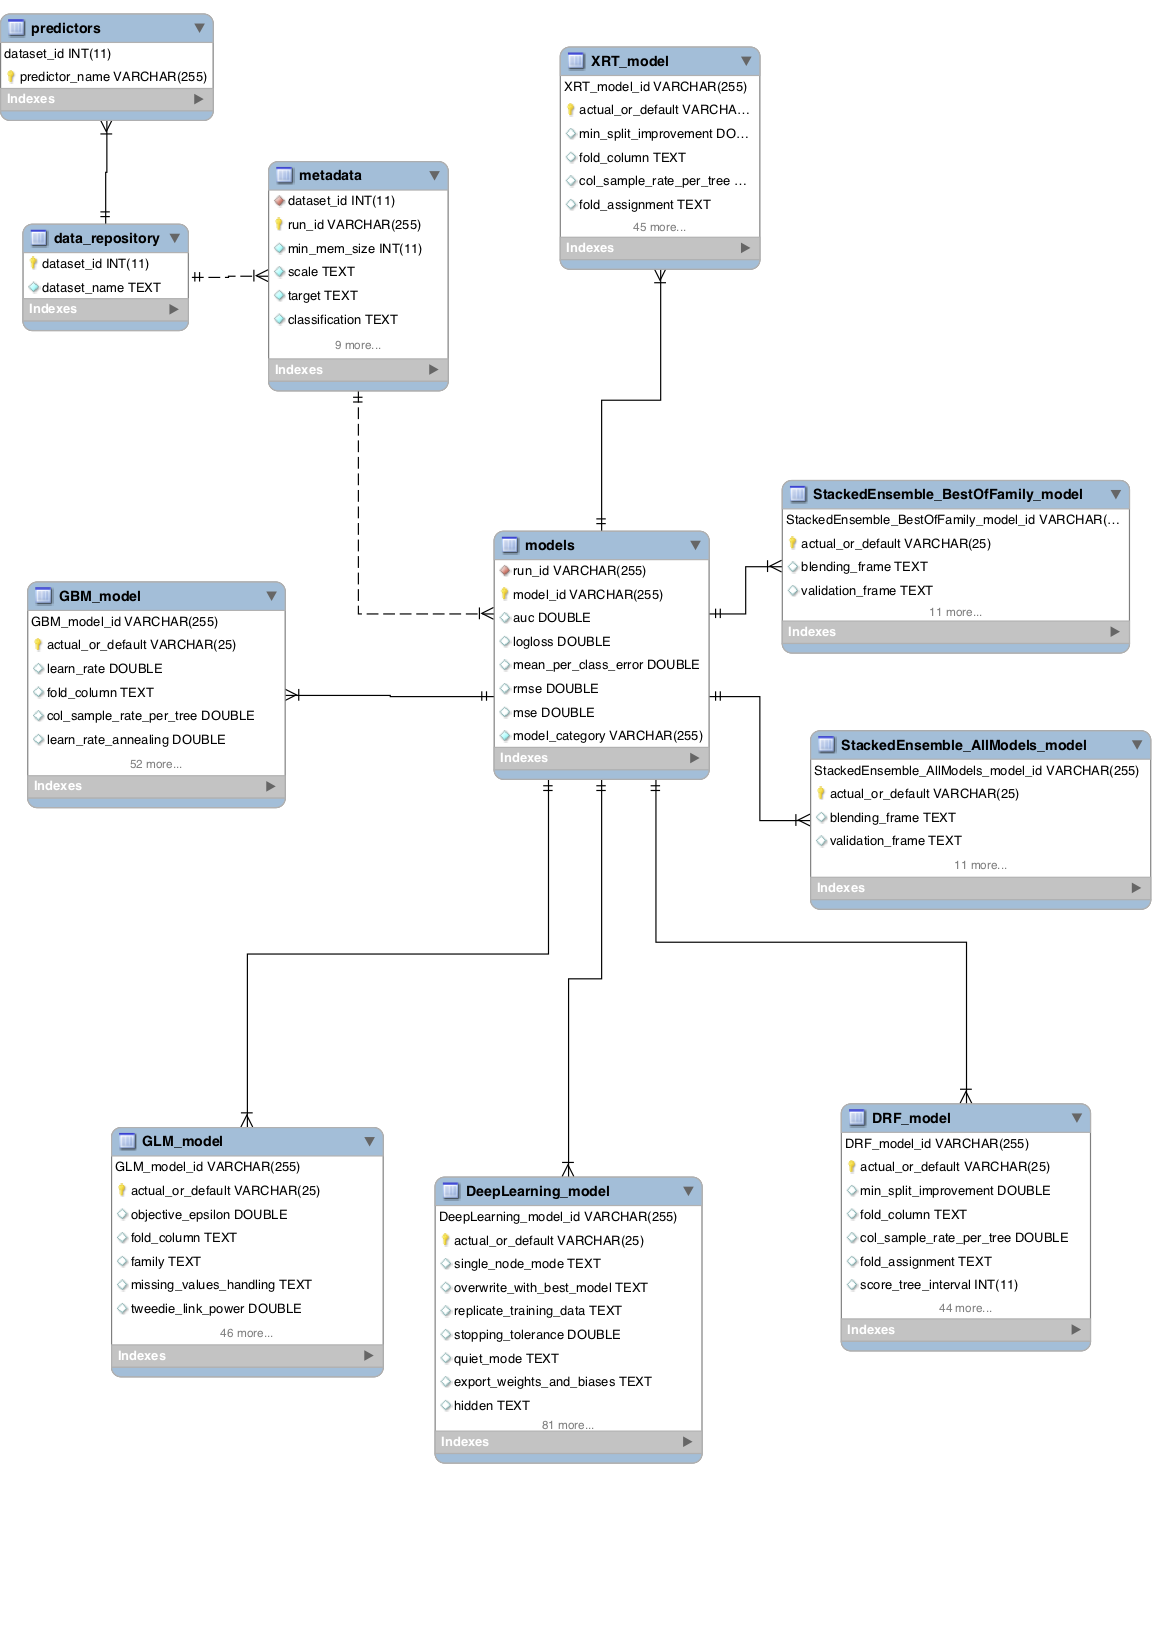 predictors
dataset_id INT(11)
predictor_name VARCHAR(255)
Indexes
data_repository
dataset_id INT(11)
dataset_name TEXT
Indexes
metadata
dataset_id INT(11)
run_id VARCHAR(255)
min_mem_size INT(11)
scale TEXT
target TEXT
classification TEXT
9 more...
Indexes
XRT_model
XRT_model_id VARCHAR(255)
actual_or_default VARCHA...
min_split_improvement DO...
fold_column TEXT
col_sample_rate_per_tree ...
fold_assignment TEXT
45 more...
Indexes
StackedEnsemble_BestOfFamily_model
StackedEnsemble_BestOfFamily_model_id VARCHAR(...
actual_or_default VARCHAR(25)
blending_frame TEXT
validation_frame TEXT
11 more...
Indexes
models
run_id VARCHAR(255)
model_id VARCHAR(255)
auc DOUBLE
logloss DOUBLE
mean_per_class_error DOUBLE
rmse DOUBLE
mse DOUBLE
model_category VARCHAR(255)
Indexes
GBM_model
GBM_model_id VARCHAR(255)
actual_or_default VARCHAR(25)
learn_rate DOUBLE
fold_column TEXT
col_sample_rate_per_tree DOUBLE
learn_rate_annealing DOUBLE
52 more...
Indexes
StackedEnsemble_AllModels_model
StackedEnsemble_AllModels_model_id VARCHAR(255)
actual_or_default VARCHAR(25)
blending_frame TEXT
validation_frame TEXT
11 more...
Indexes
GLM_model
GLM_model_id VARCHAR(255)
actual_or_default VARCHAR(25)
objective_epsilon DOUBLE
fold_column TEXT
family TEXT
missing_values_handling TEXT
tweedie_link_power DOUBLE
46 more...
Indexes
DeepLearning_model
DeepLearning_model_id VARCHAR(255)
actual_or_default VARCHAR(25)
single_node_mode TEXT
overwrite_with_best_model TEXT
replicate_training_data TEXT
stopping_tolerance DOUBLE
quiet_mode TEXT
export_weights_and_biases TEXT
hidden TEXT
81 more...
Indexes
DRF_model
DRF_model_id VARCHAR(255)
actual_or_default VARCHAR(25)
min_split_improvement DOUBLE
fold_column TEXT
col_sample_rate_per_tree DOUBLE
fold_assignment TEXT
score_tree_interval INT(11)
44 more...
Indexes